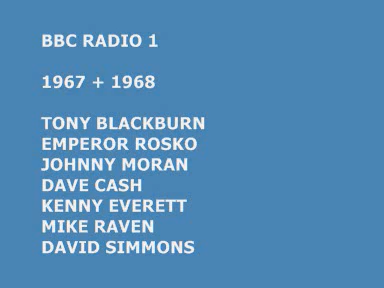 BBC RADIO 1
1967 + 1968
TONY BLACKBURN
EMPEROR ROSKO
JOHNNY MORAN
DAVE CASH
KENNY EVERETT
MIKE RAVEN
DAVID SIMMONS